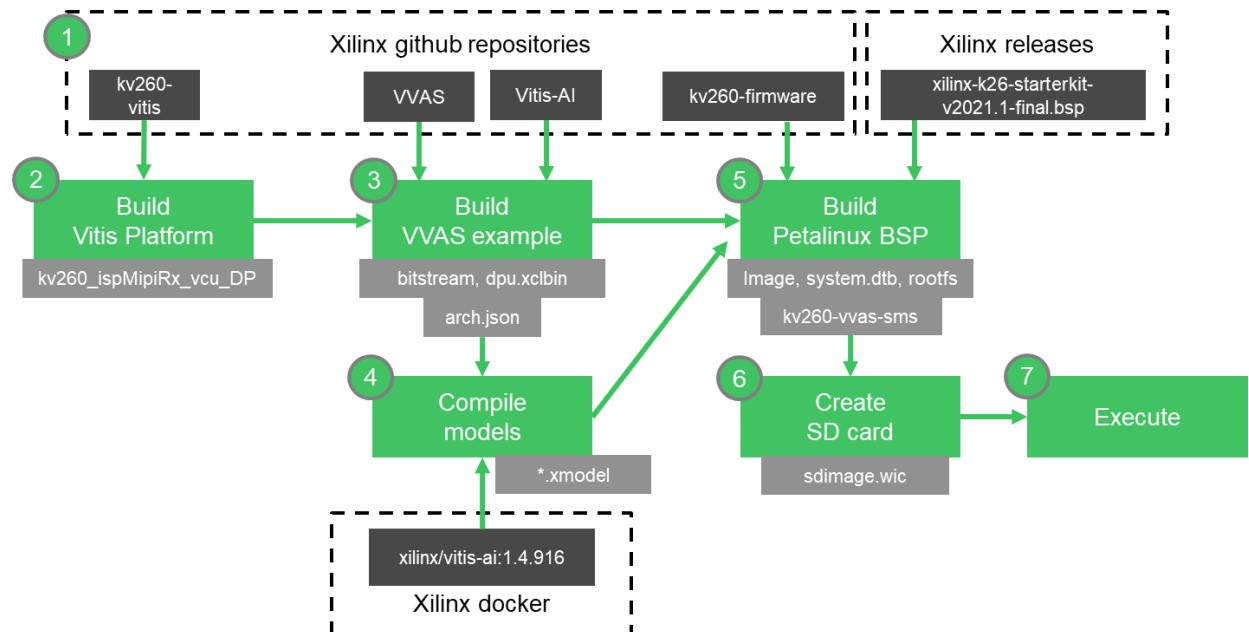 1
Xilinx github repositories
Xilinx releases
kv260-
vitis
VVAS
Vitis-AI
kv260-firmware
xilinx-k26-starterkit-
v2021.1-final.bsp
2
Build
Vitis Platform
kv260_ispMipiRx_vcu_DP
3
Build
VVAS example
bitstream, dpu.xclbin
arch.json
5
Build
Petalinux BSP
Image, system.dtb, rootfs
kv260-vvas-sms
4
Compile
models
*.xmodel
6
Create
SD card
sdimage.wic
7
Execute
xilinx/vitis-ai:1.4.916
Xilinx docker